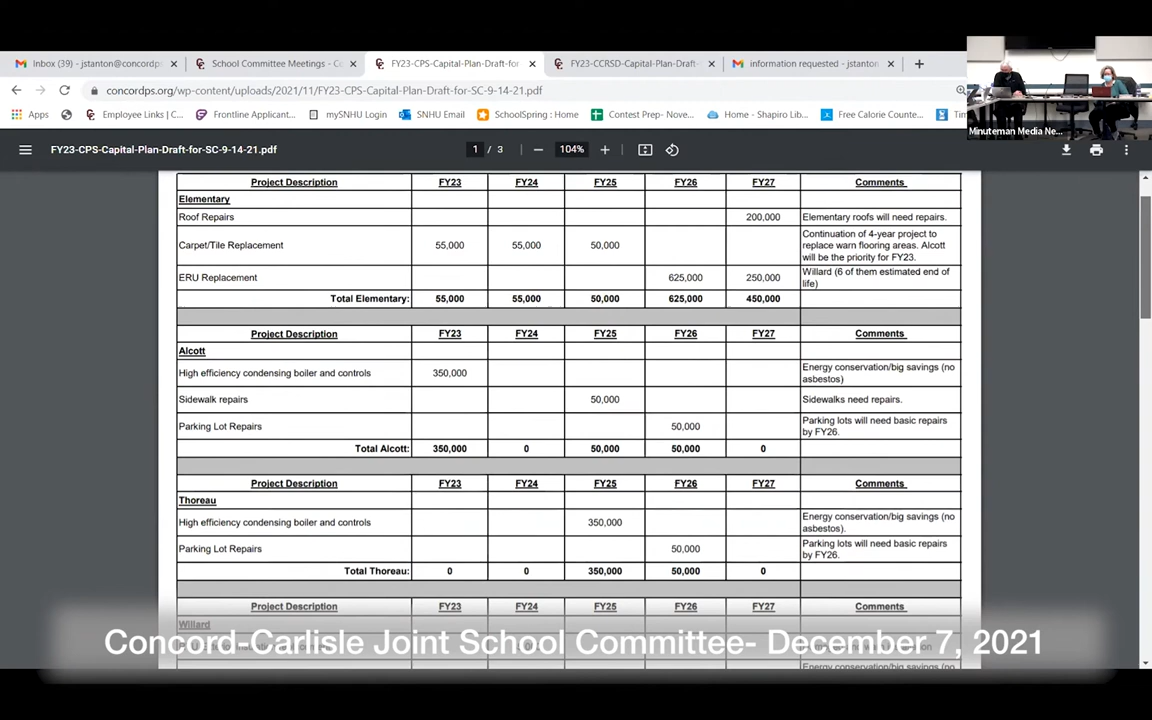 Inbox (39) - jstanton@concordp
School Committee Meetings - Co
FY23-CPS-Capital-Plan-Draft-for
FY23-CCRSD-Capital-Plan-Draft-
information requested - jstanton
concordps.org/wp-content/uploads/2021/11/FY23-CPS-Capital-Plan-Draft-for-SC-9-14-21.pdf
Apps Employee Links | C... Frontline Applicant... mySNHU Login SNHU Email SchoolSpring : Home Contest Prep- Nove... Home - Shapiro Lib... Free Calorie Counte...
Minuteman Media Ne...
FY23-CPS-Capital-Plan-Draft-for-SC-9-14-21.pdf 1 / 3 104%
Project Description FY23 FY24 FY25 FY26 FY27 Comments
Elementary
Roof Repairs 200,000 Elementary roofs will need repairs.
Carpet/Tile Replacement 55,000 55,000 50,000 Continuation of 4-year project to
replace warn flooring areas. Alcott
will be the priority for FY23.
ERU Replacement 625,000 250,000 Willard (6 of them estimated end of
life)
Total Elementary: 55,000 55,000 50,000 625,000 450,000
Project Description FY23 FY24 FY25 FY26 FY27 Comments
Alcott
High efficiency condensing boiler and controls 350,000 Energy conservation/big savings (no
asbestos)
Sidewalk repairs 50,000 Sidewalks need repairs.
Parking Lot Repairs 50,000 Parking lots will need basic repairs
by FY26.
Total Alcott: 350,000 0 50,000 50,000 0
Project Description FY23 FY24 FY25 FY26 FY27 Comments
Thoreau
High efficiency condensing boiler and controls 350,000 Energy conservation/big savings (no
asbestos).
Parking Lot Repairs 50,000 Parking lots will need basic repairs
by FY26.
Total Thoreau: 0 0 350,000 50,000 0
Project Description FY23 FY24 FY25 FY26 FY27 Comments
Willard
Concord-Carlisle Joint School Committee- December 7, 2021
Energy conservation/big savings (no